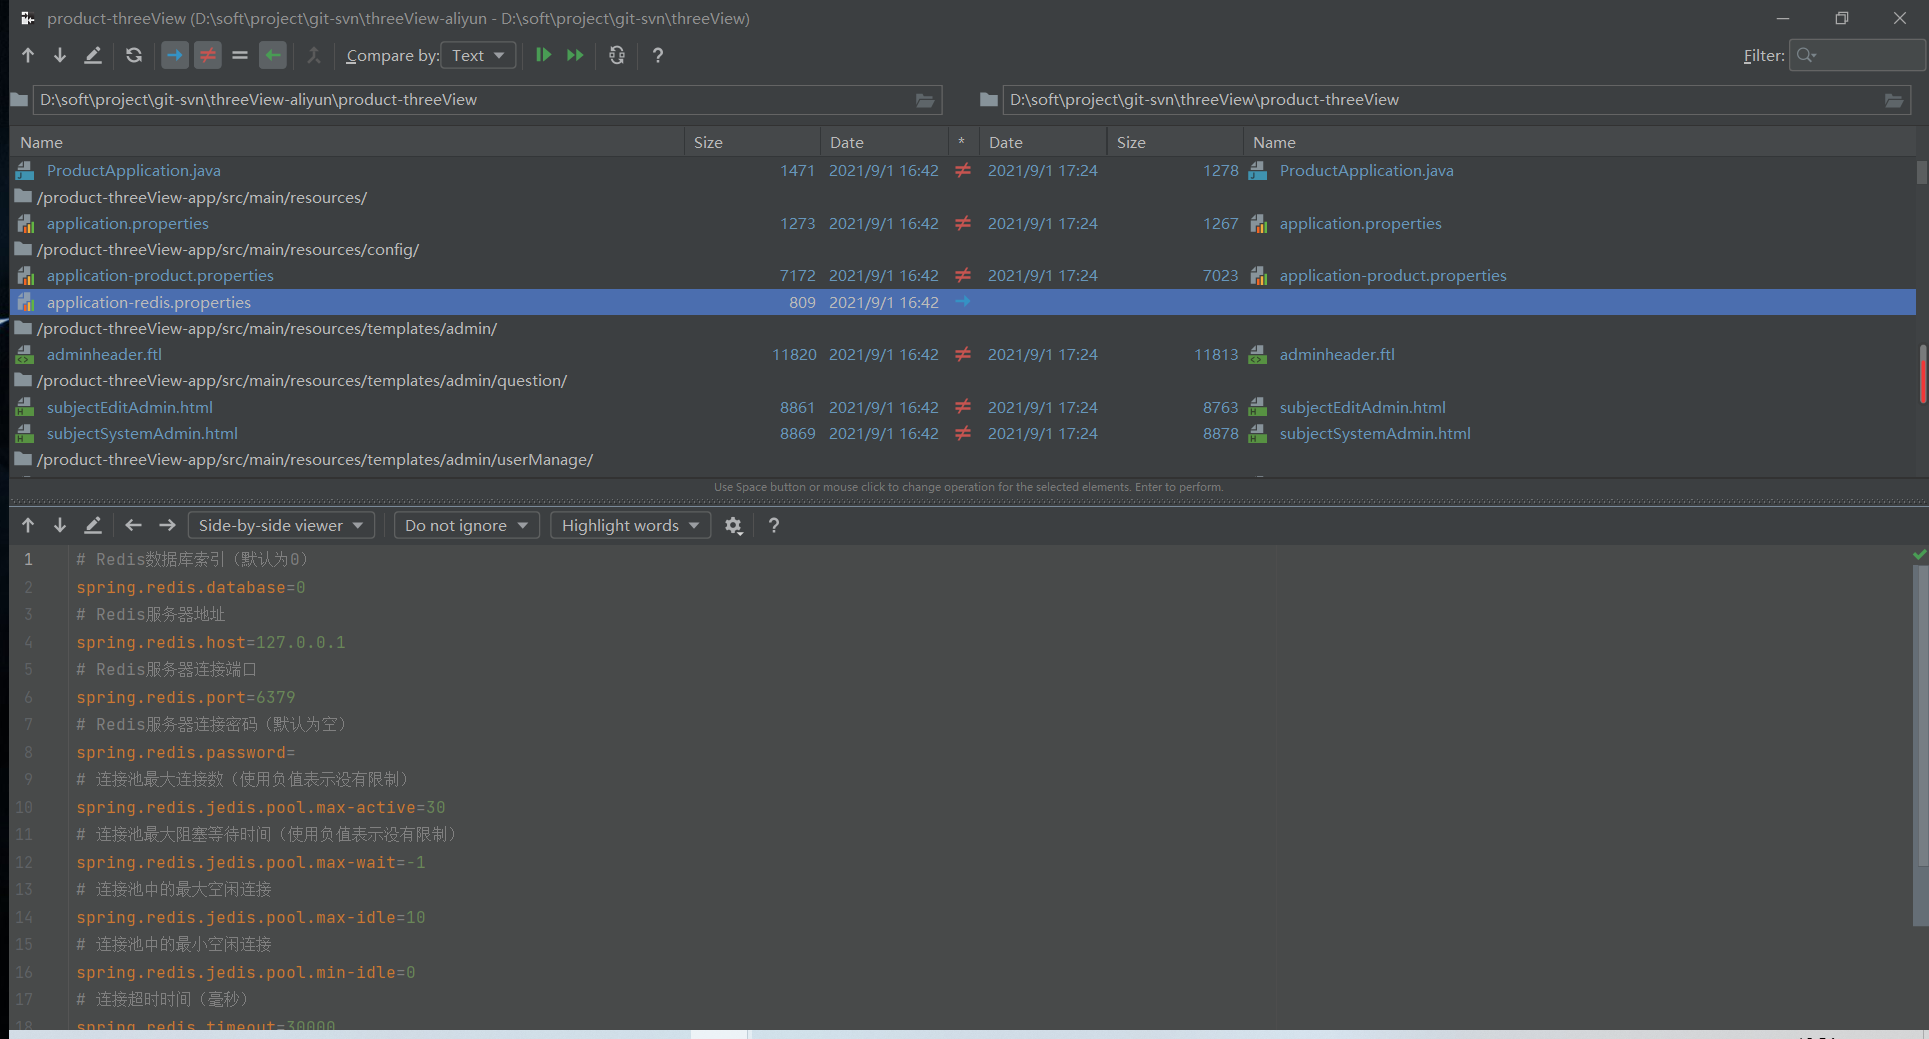 product-threeView (D:\soft\project\git-svn\threeView-aliyun - D:\soft\project\git-svn\threeView)
Compare by: Text ? Filter:
D:\soft\project\git-svn\threeView-aliyun\product-threeView D:\soft\project\git-svn\threeView\product-threeView
Name Size Date * Date Size Name
ProductApplication.java 1471 2021/9/1 16:42 ≠ 2021/9/1 17:24 1278 ProductApplication.java
/product-threeView-app/src/main/resources/
application.properties 1273 2021/9/1 16:42 ≠ 2021/9/1 17:24 1267 application.properties
/product-threeView-app/src/main/resources/config/
application-product.properties 7172 2021/9/1 16:42 ≠ 2021/9/1 17:24 7023 application-product.properties
application-redis.properties 809 2021/9/1 16:42
/product-threeView-app/src/main/resources/templates/admin/
adminheader.ftl 11820 2021/9/1 16:42 ≠ 2021/9/1 17:24 11813 adminheader.ftl
/product-threeView-app/src/main/resources/templates/admin/question/
subjectEditAdmin.html 8861 2021/9/1 16:42 ≠ 2021/9/1 17:24 8763 subjectEditAdmin.html
subjectSystemAdmin.html 8869 2021/9/1 16:42 ≠ 2021/9/1 17:24 8878 subjectSystemAdmin.html
/product-threeView-app/src/main/resources/templates/admin/userManage/
Use Space button or mouse click to change operation for the selected elements. Enter to perform.
Side-by-side viewer Do not ignore Highlight words ?
1 # Redis数据库索引（默认为0）
2 spring.redis.database=0
3 # Redis服务器地址
4 spring.redis.host=127.0.0.1
5 # Redis服务器连接端口
6 spring.redis.port=6379
7 # Redis服务器连接密码（默认为空）
8 spring.redis.password=
9 # 连接池最大连接数（使用负值表示没有限制）
10 spring.redis.jedis.pool.max-active=30
11 # 连接池最大阻塞等待时间（使用负值表示没有限制）
12 spring.redis.jedis.pool.max-wait=-1
13 # 连接池中的最大空闲连接
14 spring.redis.jedis.pool.max-idle=10
15 # 连接池中的最小空闲连接
16 spring.redis.jedis.pool.min-idle=0
17 # 连接超时时间（毫秒）
18 spring.redis.timeout=30000